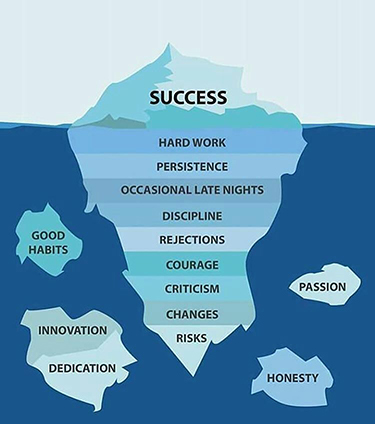 SUCCESS
HARD WORK
PERSISTENCE
OCCASIONAL LATE NIGHTS
DISCIPLINE
REJECTIONS
COURAGE
CRITICISM
CHANGES
RISKS
GOOD
HABITS
INNOVATION
DEDICATION
PASSION
HONESTY